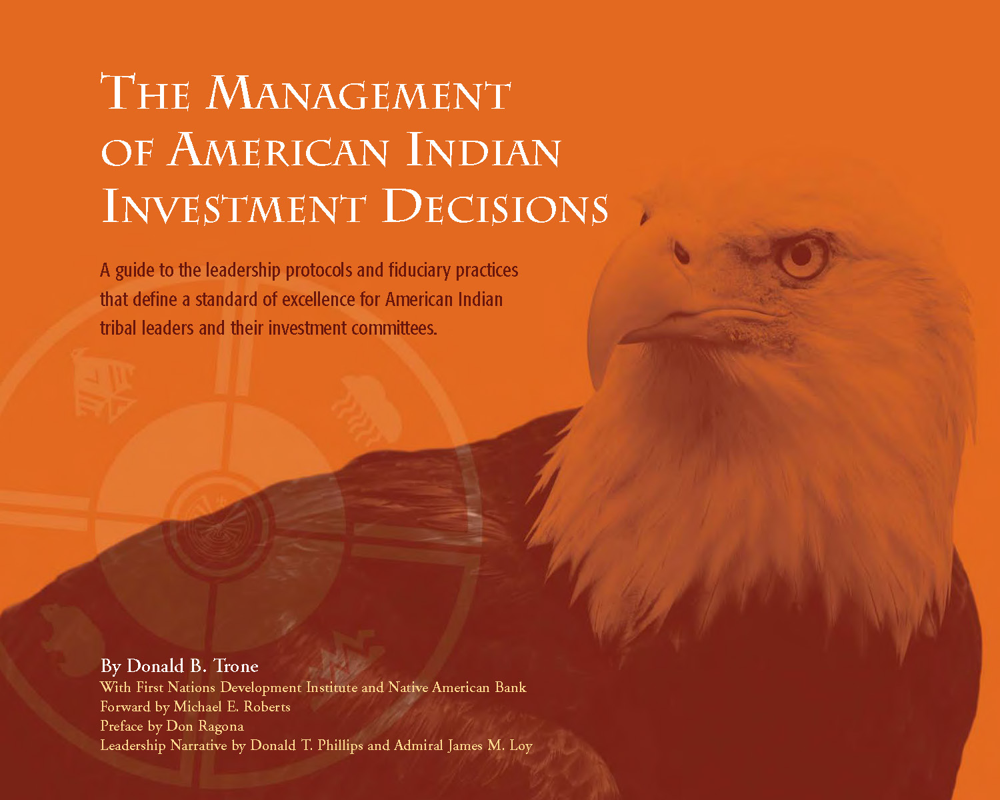 The Management
of American Indian
Investment Decisions
A guide to the leadership protocols and fiduciary practices
that define a standard of excellence for American Indian
tribal leaders and their investment committees.
By Donald B. Trone
With First Nations Development Institute and Native American Bank
Forward by Michael E. Roberts
Preface by Don Ragona
Leadership Narrative by Donald T. Phillips and Admiral James M. Loy